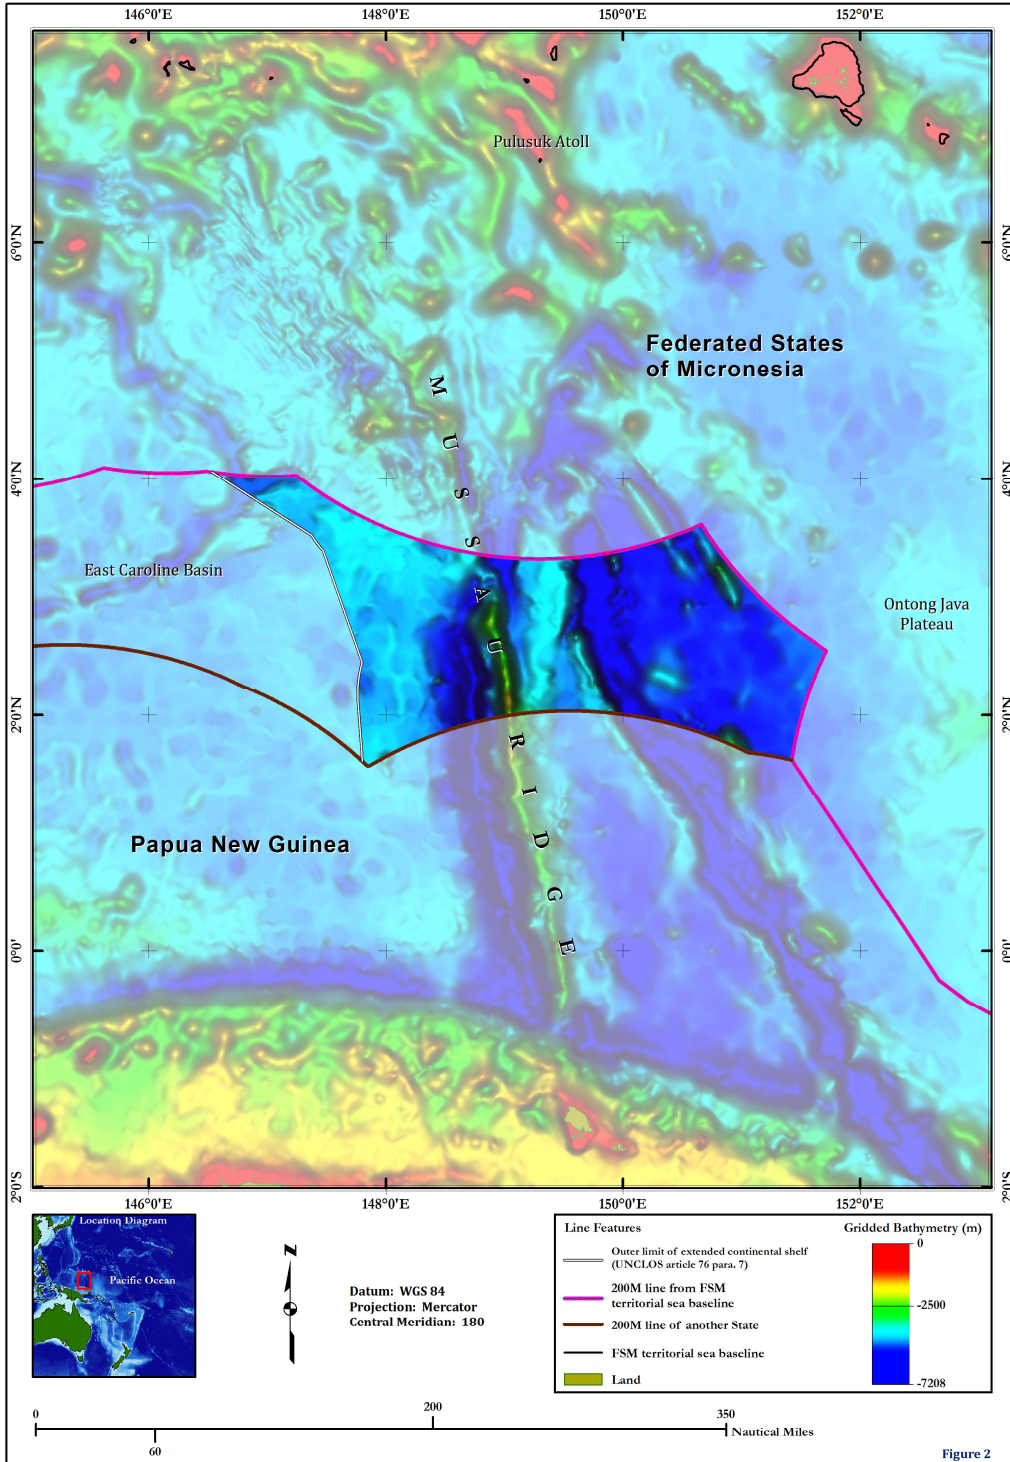 146°0'E 148°0'E 150°0'E 152°0'E
Pulusuk Atoll
6°0'N 6°0'N
Federated States
of Micronesia
MUSSAU RIDGE
4°0'N 4°0'N
East Caroline Basin
Ontong Java
Plateau
2°0'N 2°0'N
Papua New Guinea
0°0' 0°0'
2°0'S 2°0'S
146°0'E 148°0'E 150°0'E 152°0'E
Location Diagram
Pacific Ocean
N
Datum: WGS 84
Projection: Mercator
Central Meridian: 180
Line Features
Outer limit of extended continental shelf
(UNCLOS article 76 para. 7)
200M line from FSM
territorial sea baseline
200M line of another State
FSM territorial sea baseline
Land
Gridded Bathymetry (m)
0
-2500
-7208
0 200 350
Nautical Miles
60
Figure 2